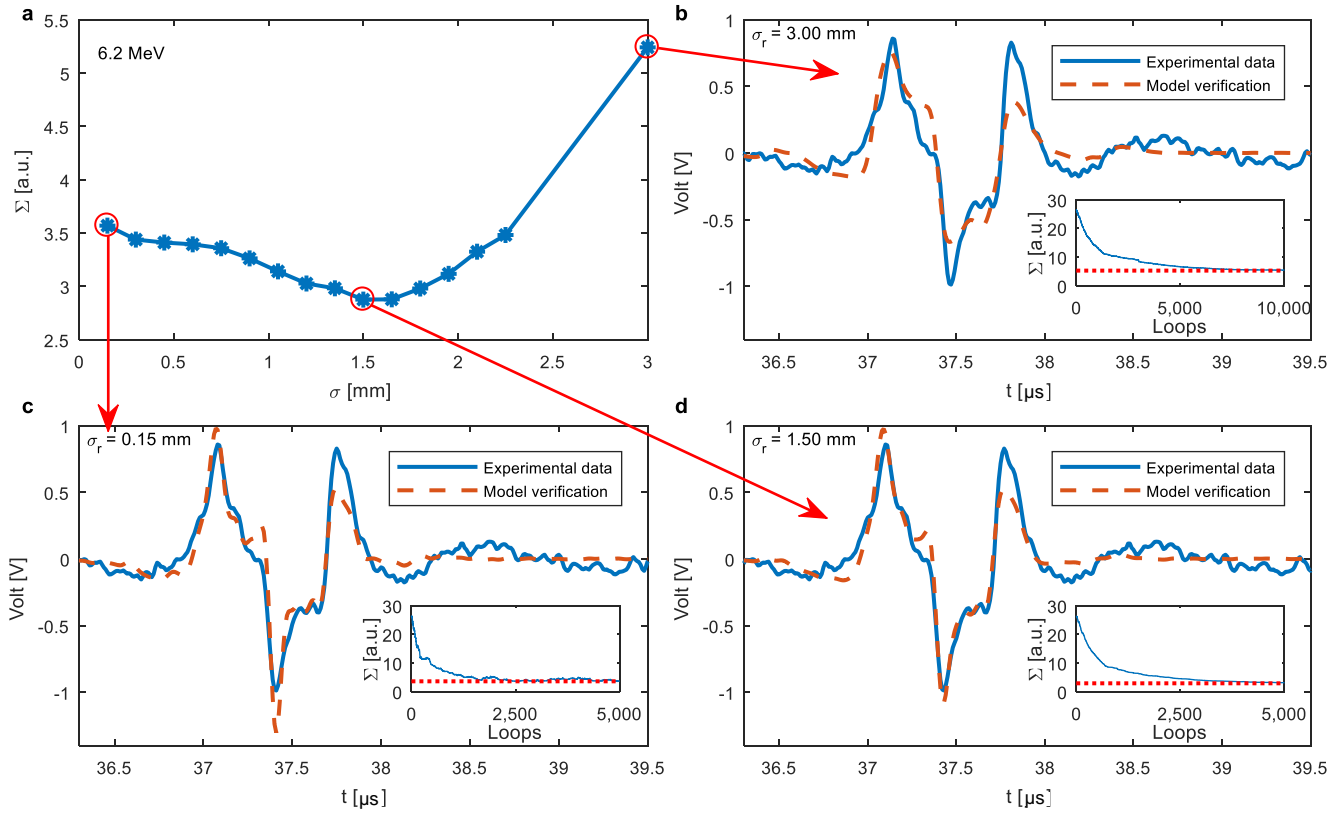 a
6.2 MeV
5.5
5
4.5
4
3.5
3
2.5
Σ [a.u.]
0 0.5 1 1.5 2 2.5 3
σ [mm]
b
σr = 3.00 mm
Experimental data
Model verification
1
0.5
0
-0.5
-1
Volt [V]
30
20
10
0
Σ [a.u.]
0 5,000 10,000
Loops
36.5 37 37.5 38 38.5 39 39.5
t [µs]
c
σr = 0.15 mm
Experimental data
Model verification
1
0.5
0
-0.5
-1
Volt [V]
30
20
10
0
Σ [a.u.]
0 2,500 5,000
Loops
36.5 37 37.5 38 38.5 39 39.5
t [µs]
d
σr = 1.50 mm
Experimental data
Model verification
1
0.5
0
-0.5
-1
Volt [V]
30
20
10
0
Σ [a.u.]
0 2,500 5,000
Loops
36.5 37 37.5 38 38.5 39 39.5
t [µs]